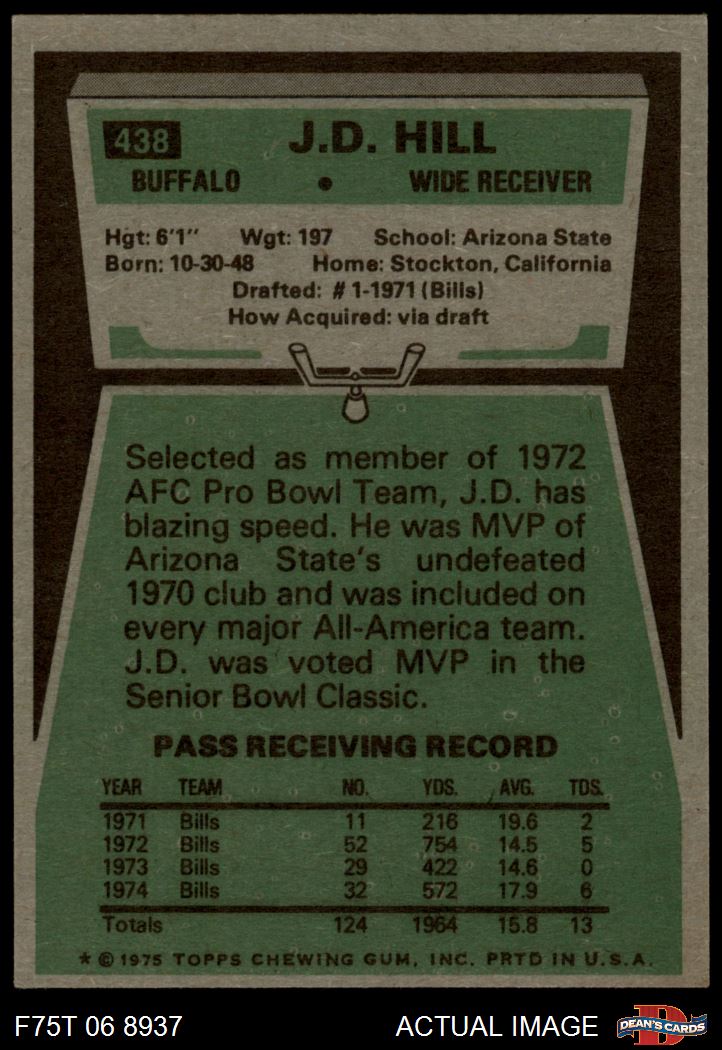 438 J.D. HILL
BUFFALO • WIDE RECEIVER
Hgt: 6'1" Wgt: 197 School: Arizona State
Born: 10-30-48 Home: Stockton, California
Drafted: #1-1971 (Bills)
How Acquired: via draft
Selected as member of 1972
AFC Pro Bowl Team, J.D. has
blazing speed. He was MVP of
Arizona State's undefeated
1970 club and was included on
every major All-America team.
J.D. was voted MVP in the
Senior Bowl Classic.
PASS RECEIVING RECORD
YEAR TEAM NO. YDS. AVG. TDS.
1971 Bills 11 216 19.6 2
1972 Bills 52 754 14.5 5
1973 Bills 29 422 14.6 0
1974 Bills 32 572 17.9 6
Totals 124 1964 15.8 13
* © 1975 TOPPS CHEWING GUM, INC. PRTD IN U.S.A.
F75T 06 8937 ACTUAL IMAGE D DEAN'S CARDS